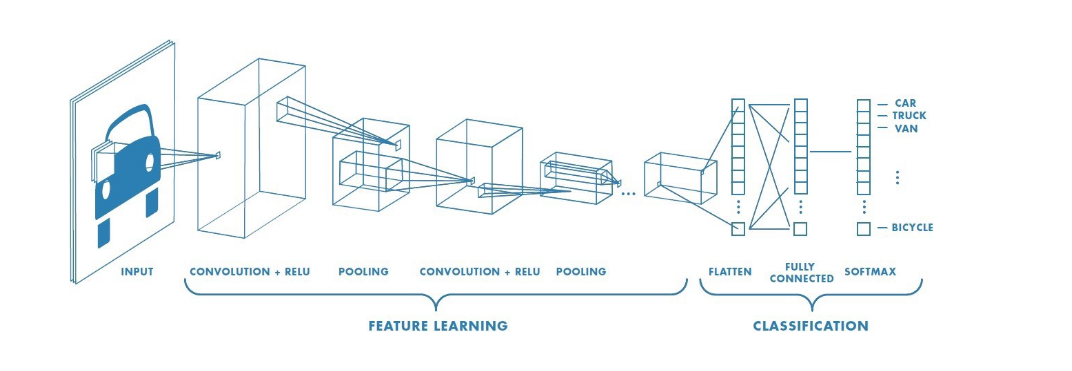 CAR
TRUCK
VAN
BICYCLE
INPUT
CONVOLUTION + RELU
POOLING
CONVOLUTION + RELU
POOLING
FLATTEN
FULLY
CONNECTED
SOFTMAX
FEATURE LEARNING
CLASSIFICATION